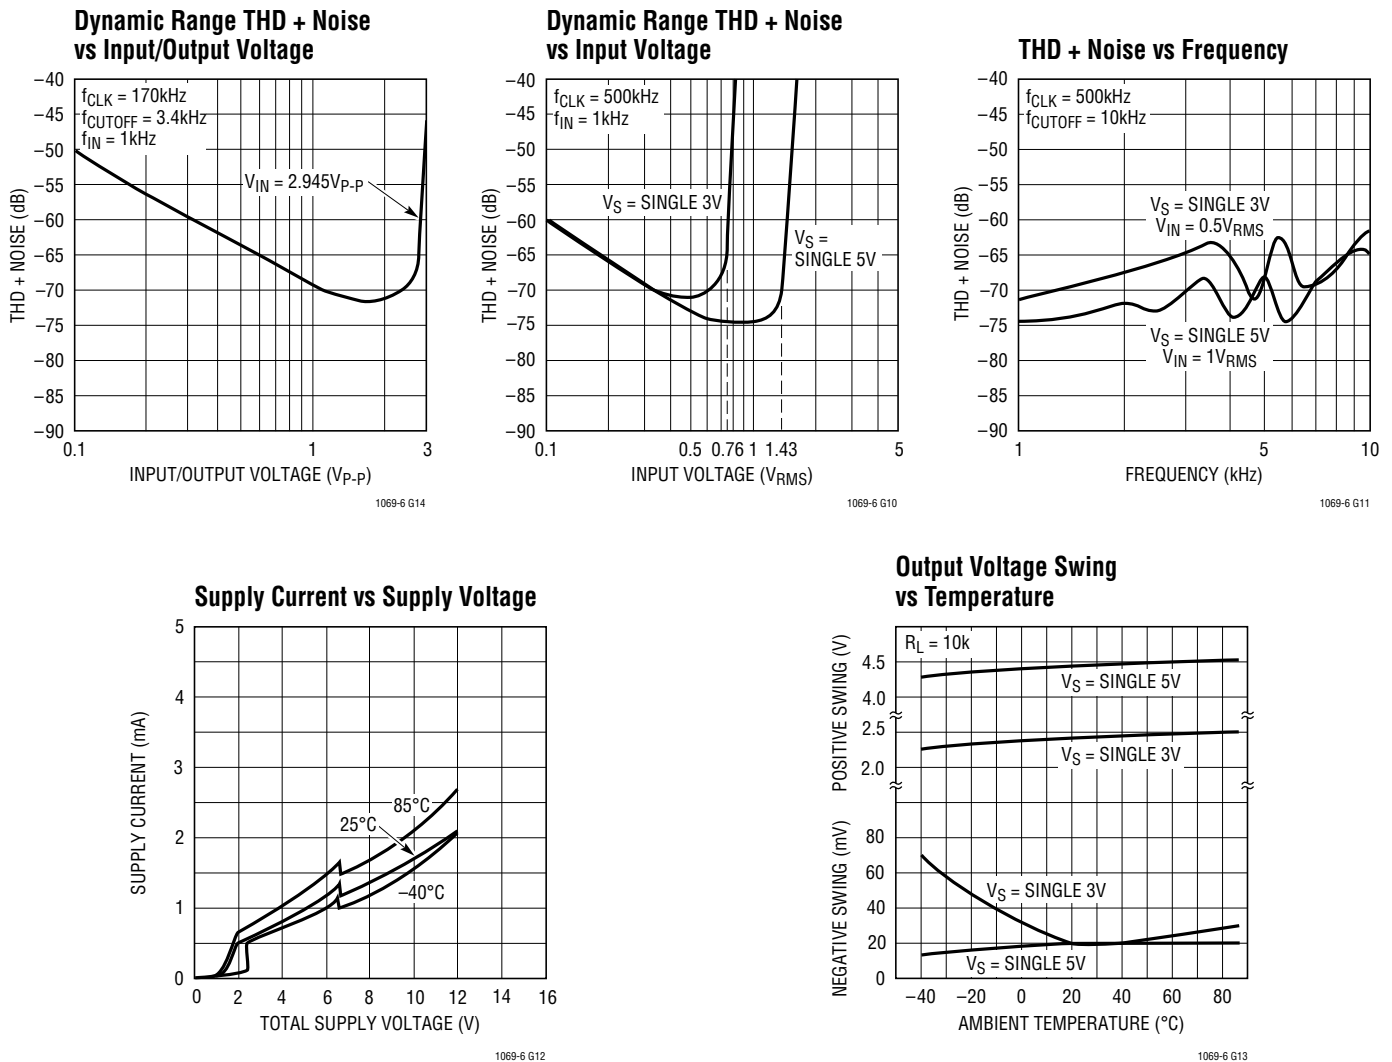 Dynamic Range THD + Noise
vs Input/Output Voltage
–40
–45
–50
–55
–60
–65
–70
–75
–80
–85
–90
THD + NOISE (dB)
fCLK = 170kHz
fCUTOFF = 3.4kHz
fIN = 1kHz
VIN = 2.945VP-P
0.1
1
3
INPUT/OUTPUT VOLTAGE (VP-P)
1069-6 G14
Dynamic Range THD + Noise
vs Input Voltage
–40
–45
–50
–55
–60
–65
–70
–75
–80
–85
–90
THD + NOISE (dB)
fCLK = 500kHz
fIN = 1kHz
VS = SINGLE 3V
VS =
SINGLE 5V
0.1
0.5
0.76
1
1.43
5
INPUT VOLTAGE (VRMS)
1069-6 G10
THD + Noise vs Frequency
–40
–45
–50
–55
–60
–65
–70
–75
–80
–85
–90
THD + NOISE (dB)
fCLK = 500kHz
fCUTOFF = 10kHz
VS = SINGLE 3V
VIN = 0.5VRMS
VS = SINGLE 5V
VIN = 1VRMS
1
5
10
FREQUENCY (kHz)
1069-6 G11
Supply Current vs Supply Voltage
5
4
3
2
1
0
SUPPLY CURRENT (mA)
85°C
25°C
–40°C
0
2
4
6
8
10
12
14
16
TOTAL SUPPLY VOLTAGE (V)
1069-6 G12
Output Voltage Swing
vs Temperature
RL = 10k
POSITIVE SWING (V)
4.5
4.0
2.5
2.0
VS = SINGLE 5V
VS = SINGLE 3V
NEGATIVE SWING (mV)
80
60
40
20
0
VS = SINGLE 3V
VS = SINGLE 5V
–40
–20
0
20
40
60
80
AMBIENT TEMPERATURE (°C)
1069-6 G13